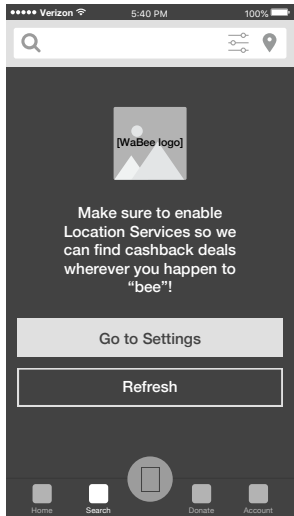 Verizon 5:40 PM 100%
[WaBee logo]
Make sure to enable
Location Services so we
can find cashback deals
wherever you happen to
“bee”!
Go to Settings
Refresh
Home Search Donate Account